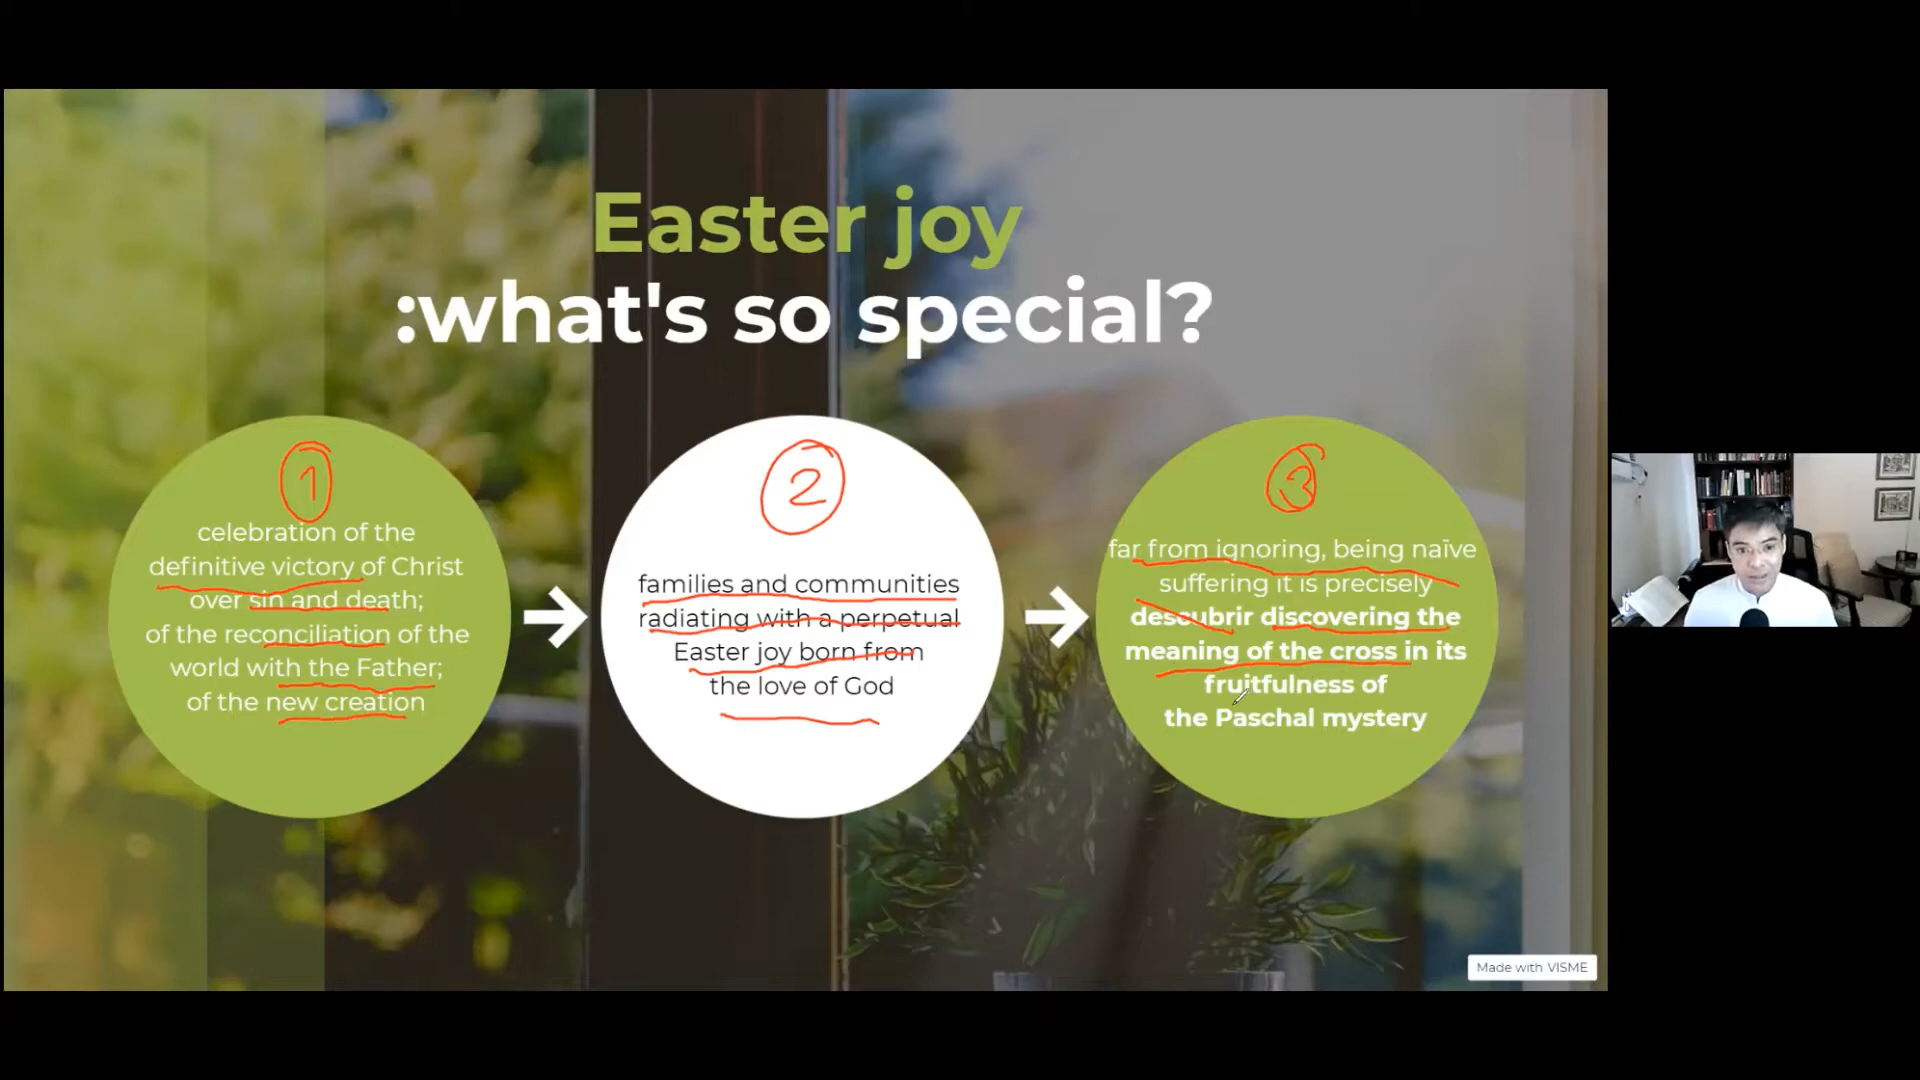 Easter joy
:what's so special?
1
celebration of the
definitive victory of Christ
over sin and death;
of the reconciliation of the
world with the Father;
of the new creation
2
families and communities
radiating with a perpetual
Easter joy born from
the love of God
3
far from ignoring, being naïve
suffering it is precisely
descubrir discovering the
meaning of the cross in its
fruitfulness of
the Paschal mystery
Made with VISME